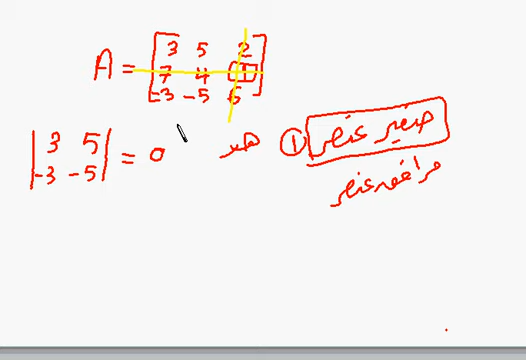 A = [3 5 2
7 4 1
-3 -5 6]
|3 5
-3 -5| = 0
① صغير عنصر
مرافق عنصر